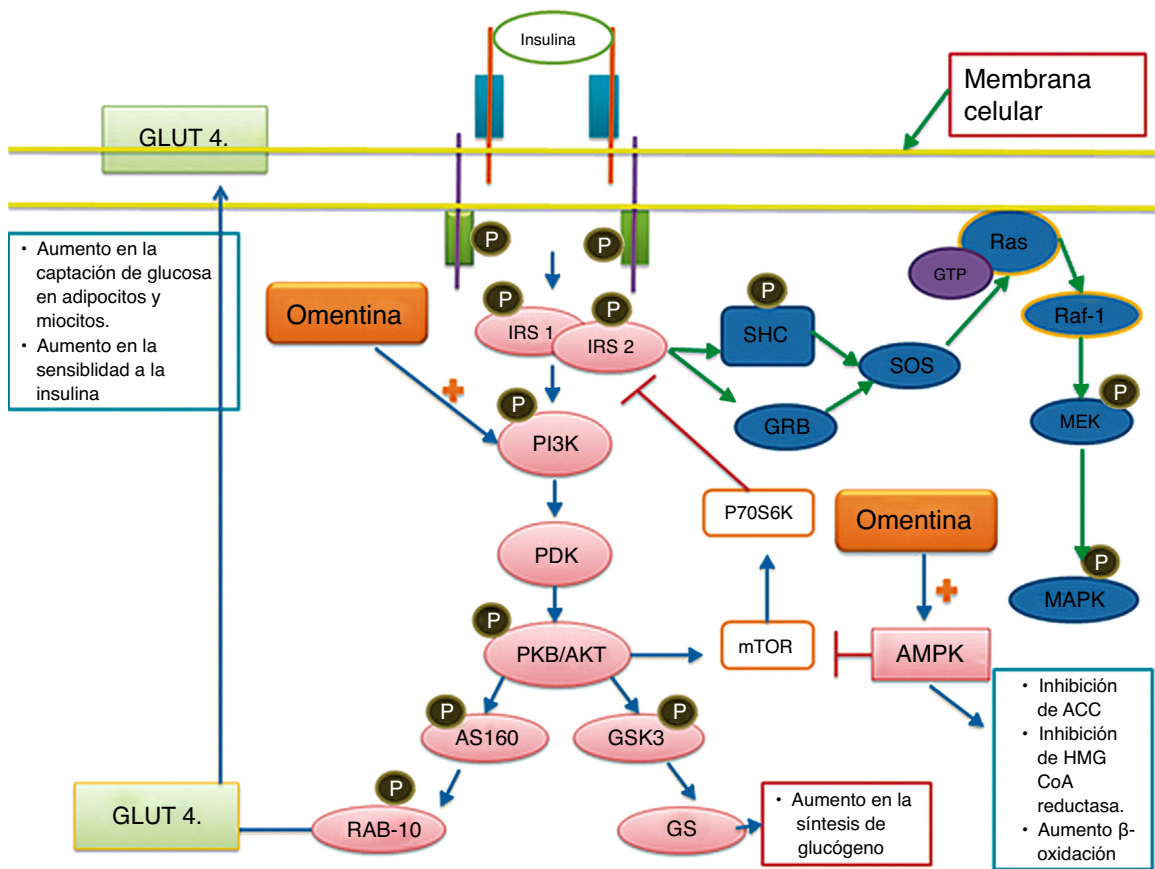 Insulina
Membrana
celular
GLUT 4.
P
P
Ras
GTP
• Aumento en la
captación de glucosa
en adipocitos y
miocitos.
• Aumento en la
sensiblidad a la
insulina
Omentina
P
IRS 1
P
IRS 2
P
SHC
SOS
GRB
Raf-1
P
MEK
P
MAPK
P
PI3K
PDK
P
PKB/AKT
P70S6K
mTOR
Omentina
AMPK
• Inhibición
de ACC
• Inhibición
de HMG
CoA
reductasa.
• Aumento β-
oxidación
P
AS160
P
GSK3
P
RAB-10
GLUT 4.
GS
• Aumento en la
síntesis de
glucógeno